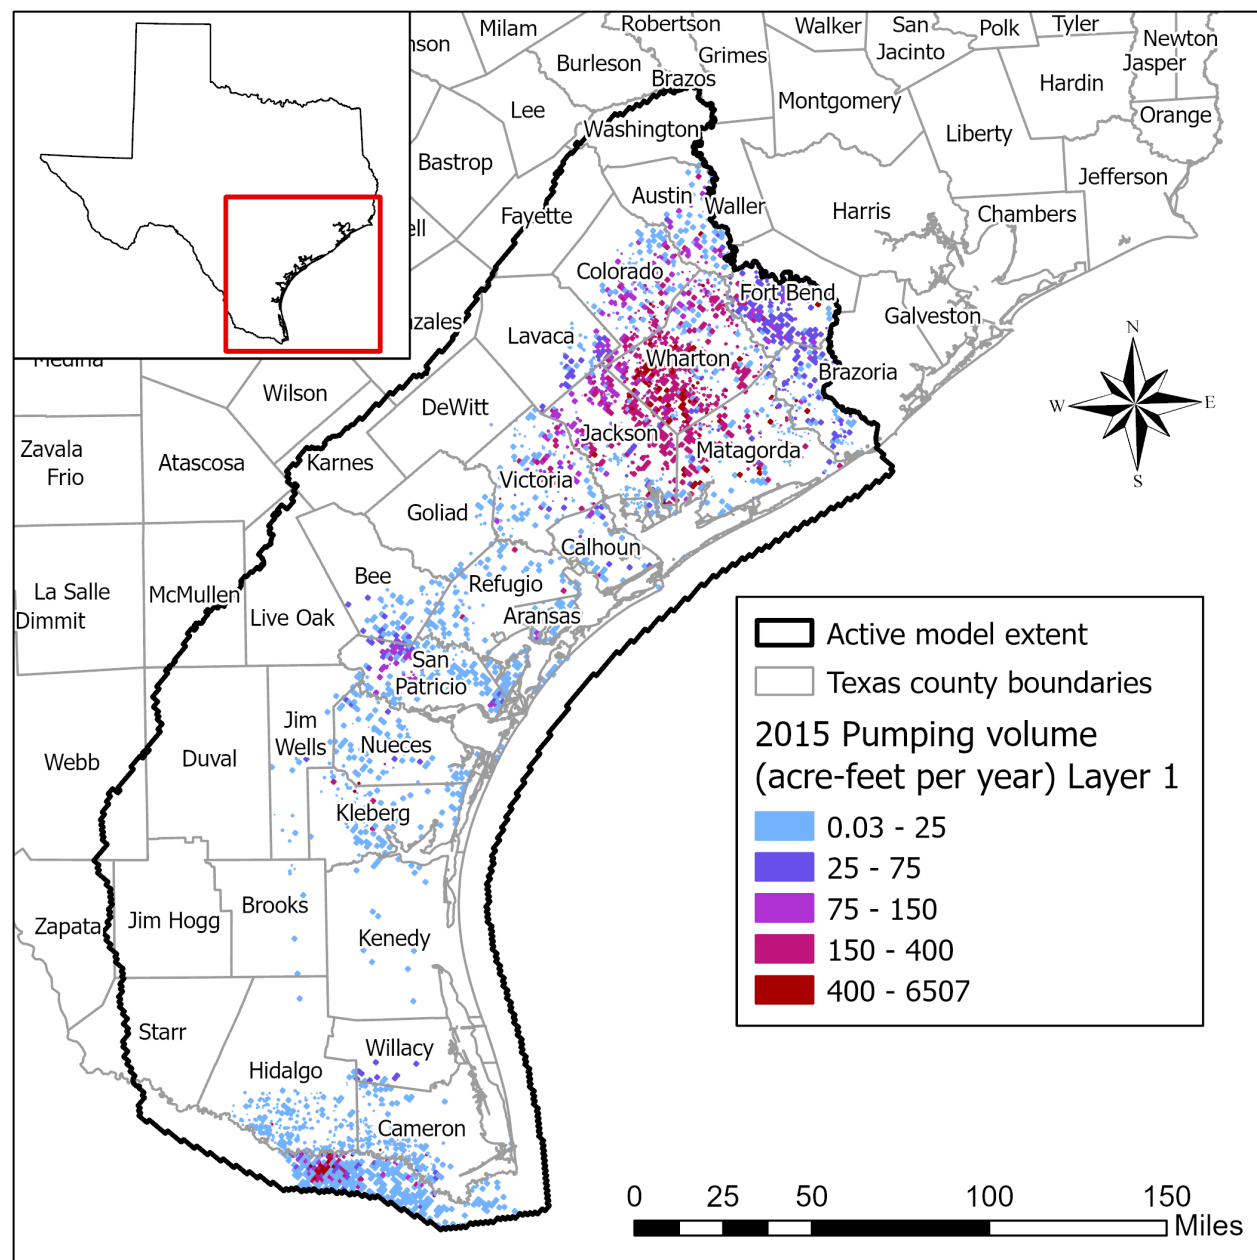 Milam
Robertson
Walker
San
Jacinto
Polk
Tyler
Newton
nson
Burleson
Brazos
Grimes
Jasper
Hardin
Lee
Montgomery
Orange
Washington
Liberty
Bastrop
Jefferson
Austin
Waller
Harris
Chambers
Fayette
ell
Colorado
Fort Bend
Galveston
nzales
Lavaca
Wharton
Brazoria
Medina
Wilson
DeWitt
Zavala
Frio
Atascosa
Karnes
Jackson
Matagorda
Victoria
Goliad
Calhoun
La Salle
Dimmit
McMullen
Live Oak
Bee
Refugio
Aransas
San
Patricio
Jim
Wells
Nueces
Webb
Duval
Kleberg
Zapata
Jim Hogg
Brooks
Kenedy
Starr
Willacy
Hidalgo
Cameron
N
W
E
S
Active model extent
Texas county boundaries
2015 Pumping volume
(acre-feet per year) Layer 1
0.03 - 25
25 - 75
75 - 150
150 - 400
400 - 6507
0 25 50 100 150
Miles